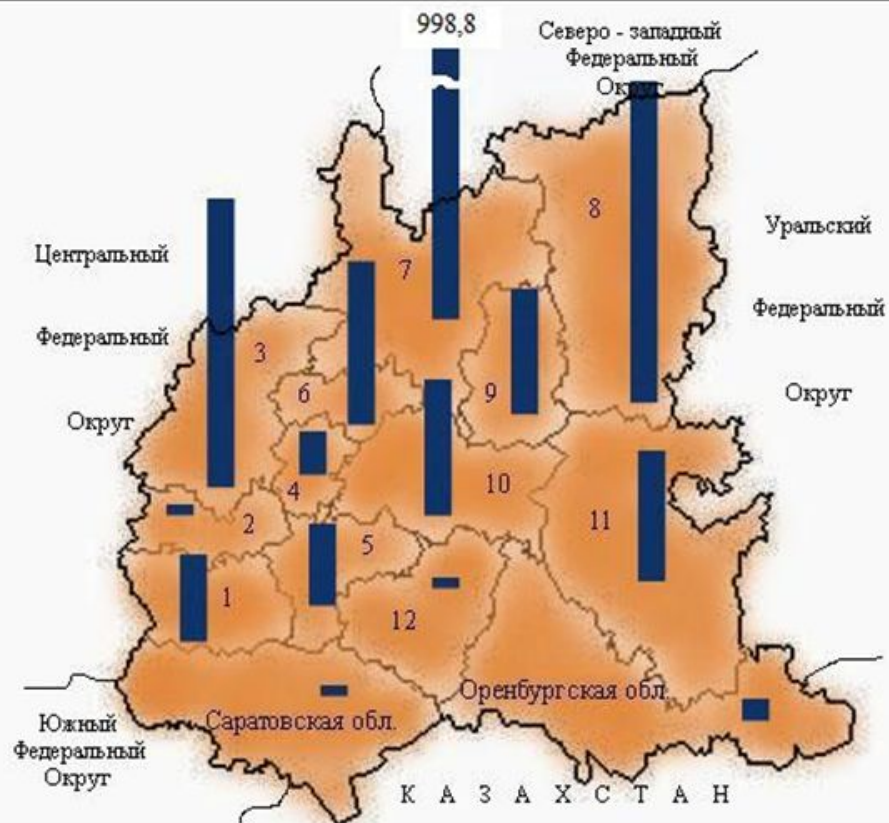 998,8
Северо - западный
Федеральный
Округ
Центральный
Федеральный
Округ
Уральский
Федеральный
Округ
8
7
3
6
9
4
10
2
11
5
1
12
Оренбургская обл.
Саратовская обл.
Южный
Федеральный
Округ
К А З А Х С Т А Н